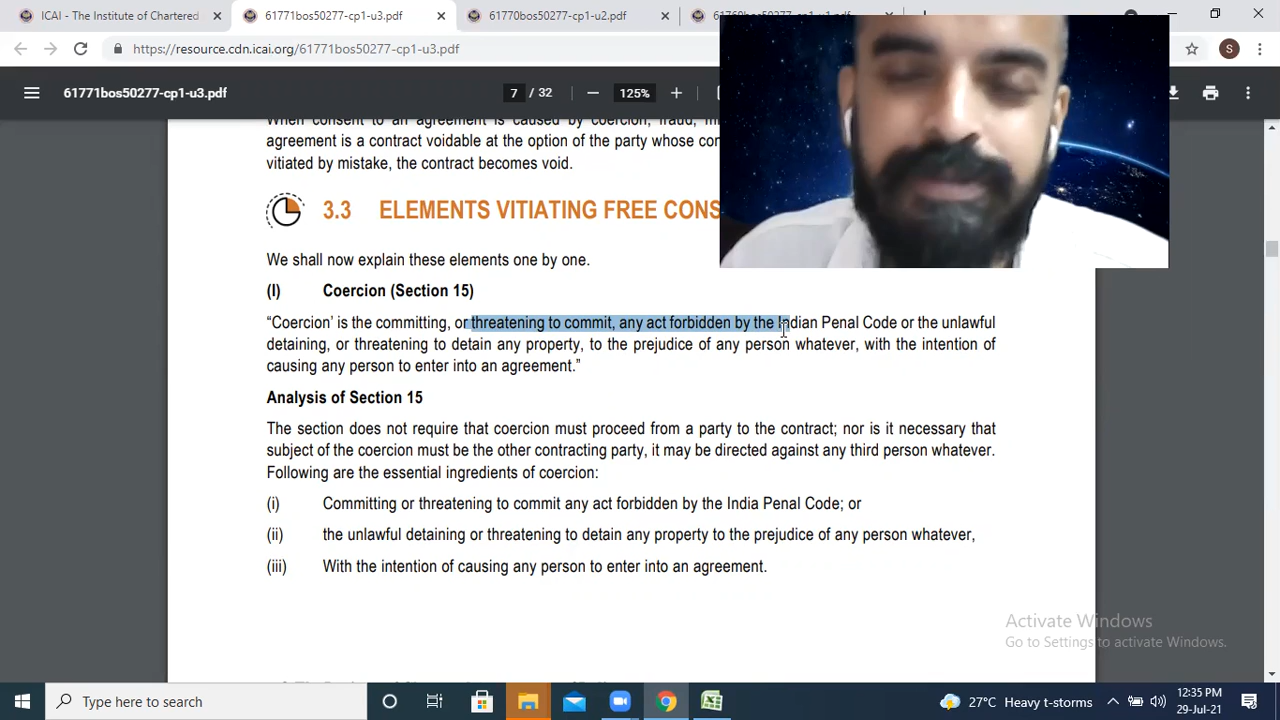 ICAI - The Institute of Chartered
61771bos50277-cp1-u3.pdf
61770bos50277-cp1-u2.pdf
https://resource.cdn.icai.org/61771bos50277-cp1-u3.pdf
S
61771bos50277-cp1-u3.pdf
7 / 32
125%
When consent to an agreement is caused by coercion, fraud,
agreement is a contract voidable at the option of the party whose
vitiated by mistake, the contract becomes void.
3.3 ELEMENTS VITIATING FREE CONS
We shall now explain these elements one by one.
(I) Coercion (Section 15)
“Coercion’ is the committing, or threatening to commit, any act forbidden by the Indian Penal Code or the unlawful
detaining, or threatening to detain any property, to the prejudice of any person whatever, with the intention of
causing any person to enter into an agreement.”
Analysis of Section 15
The section does not require that coercion must proceed from a party to the contract; nor is it necessary that
subject of the coercion must be the other contracting party, it may be directed against any third person whatever.
Following are the essential ingredients of coercion:
(i) Committing or threatening to commit any act forbidden by the India Penal Code; or
(ii) the unlawful detaining or threatening to detain any property to the prejudice of any person whatever,
(iii) With the intention of causing any person to enter into an agreement.
Activate Windows
Go to Settings to activate Windows.
Type here to search
27°C Heavy t-storms
12:35 PM
29-Jul-21